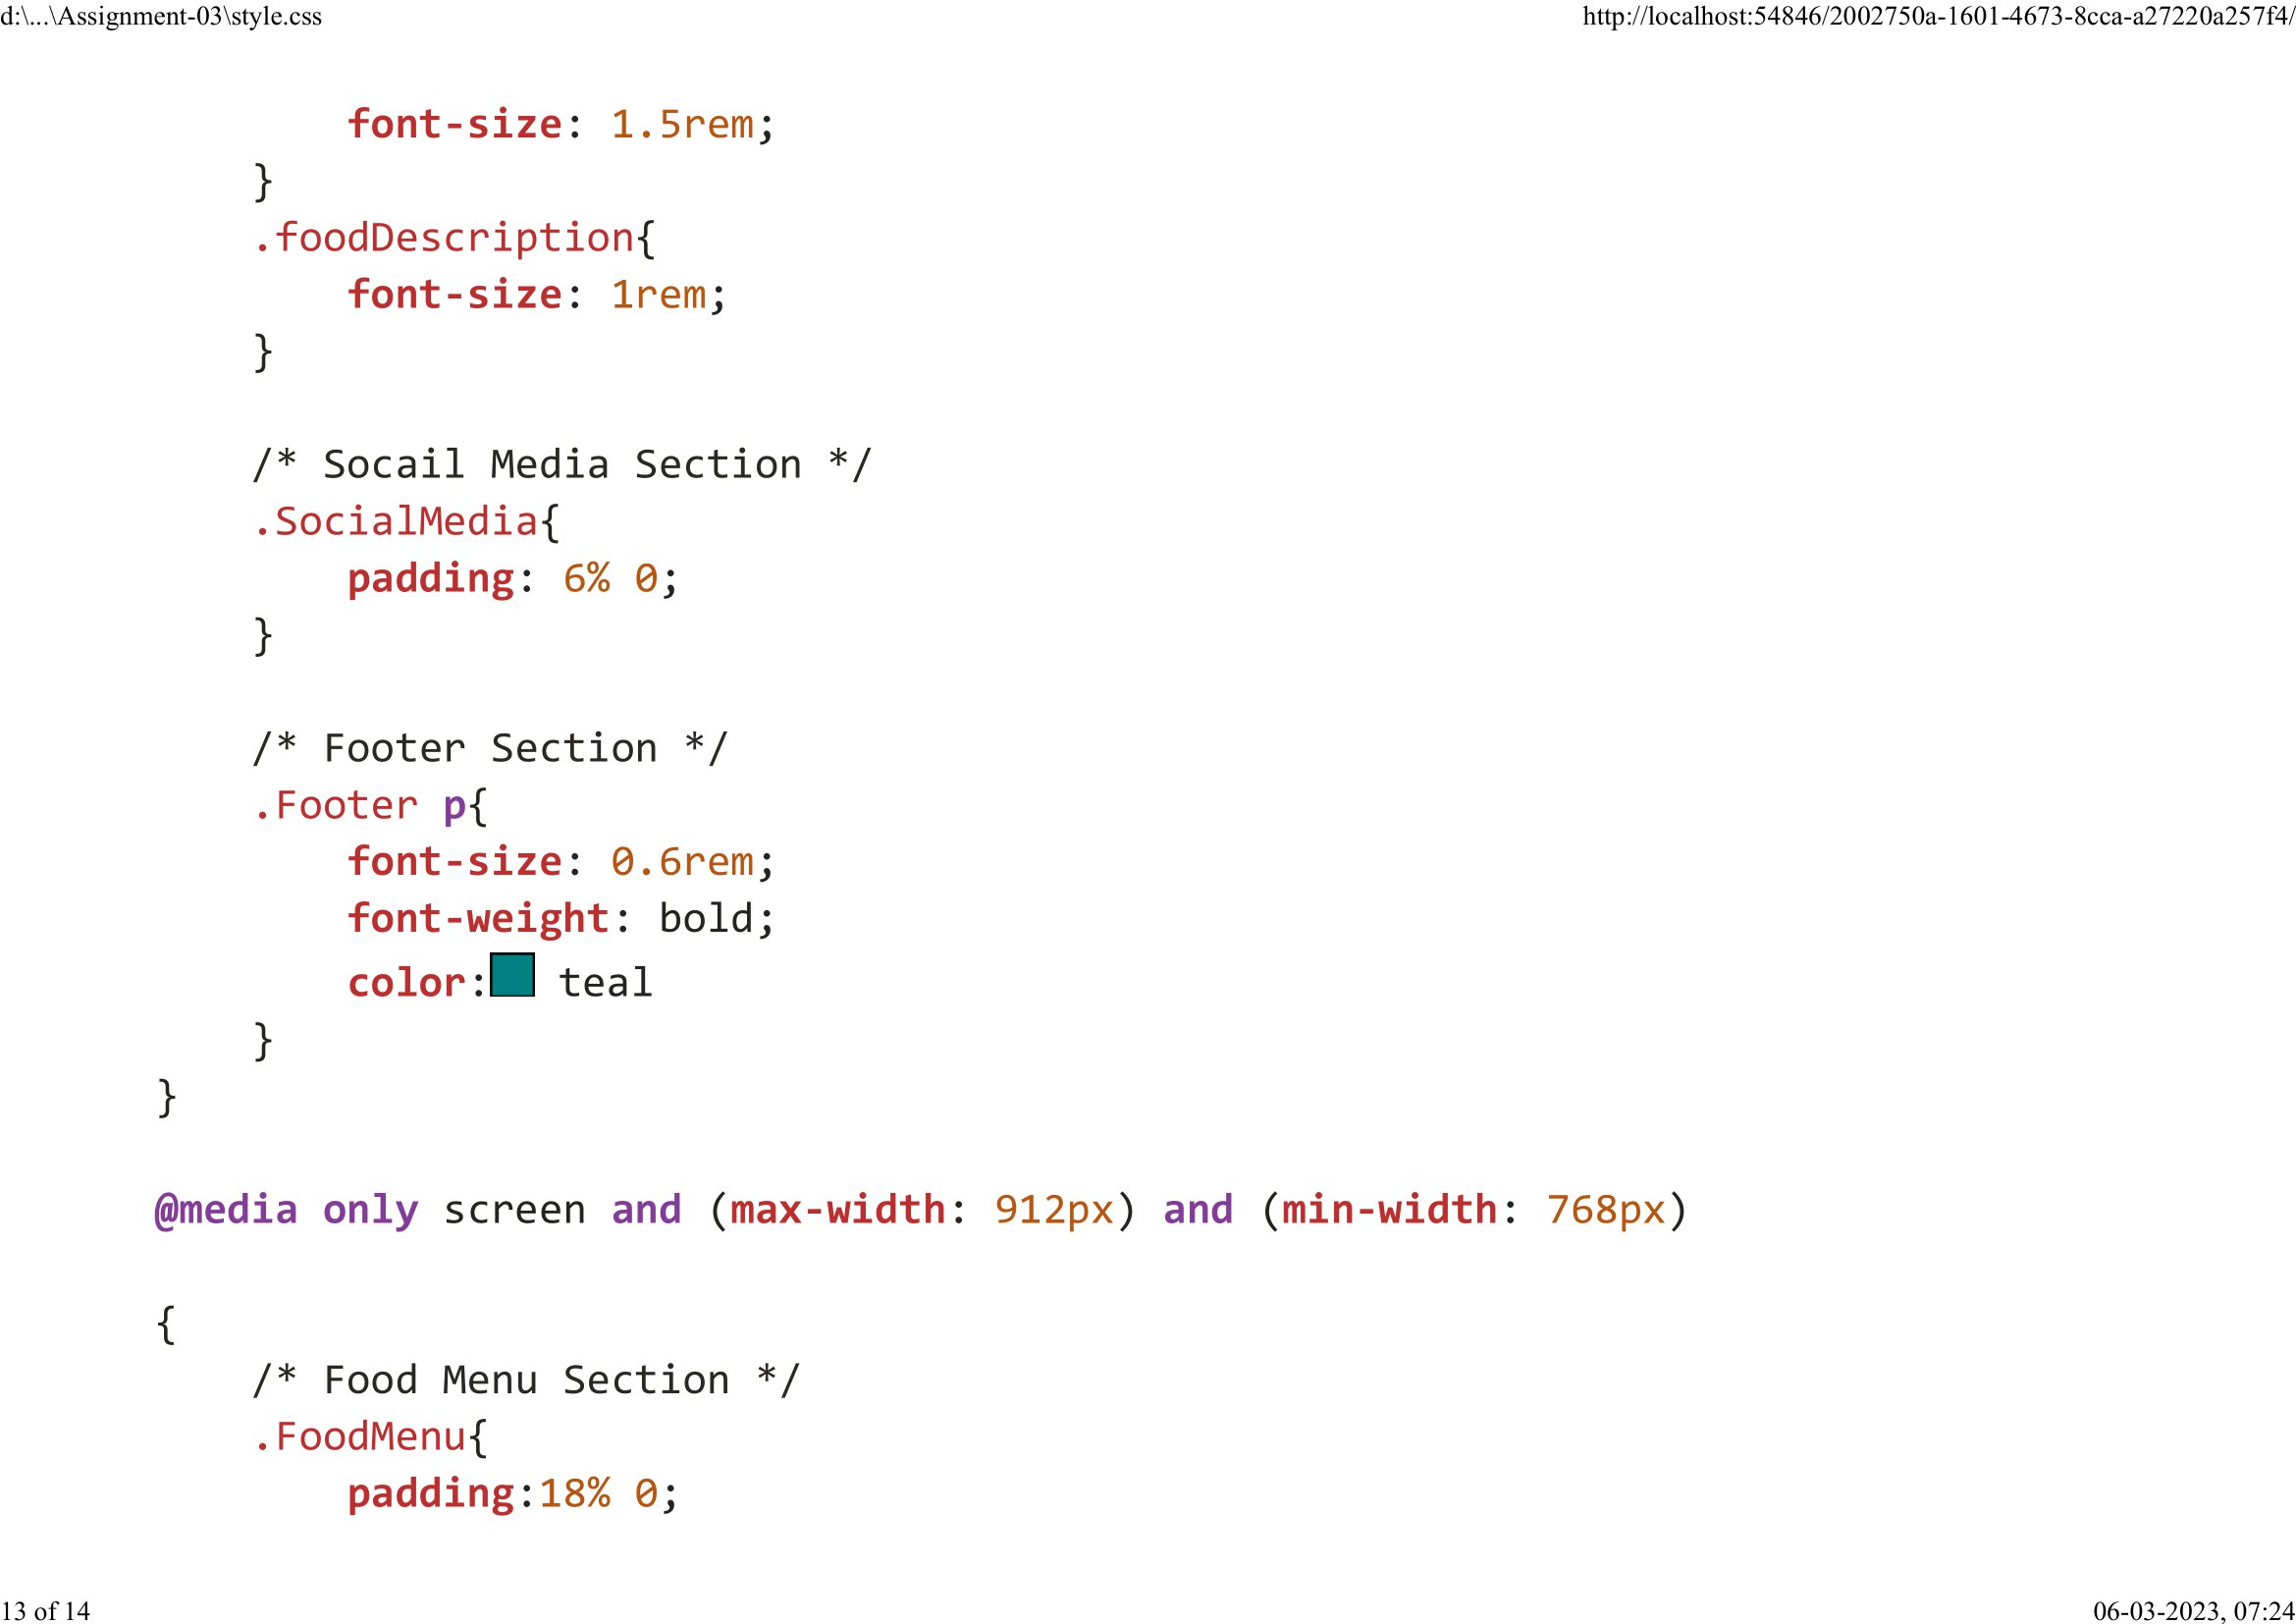 d:\...\Assignment-03\style.css
http://localhost:54846/2002750a-1601-4673-8cca-a27220a257f4/
font-size: 1.5rem;
}
.foodDescription{
font-size: 1rem;
}
/* Socail Media Section */
.SocialMedia{
padding: 6% 0;
}
/* Footer Section */
.Footer p{
font-size: 0.6rem;
font-weight: bold;
color: teal
}
}
@media only screen and (max-width: 912px) and (min-width: 768px)
{
/* Food Menu Section */
.FoodMenu{
padding:18% 0;
13 of 14
06-03-2023, 07:24